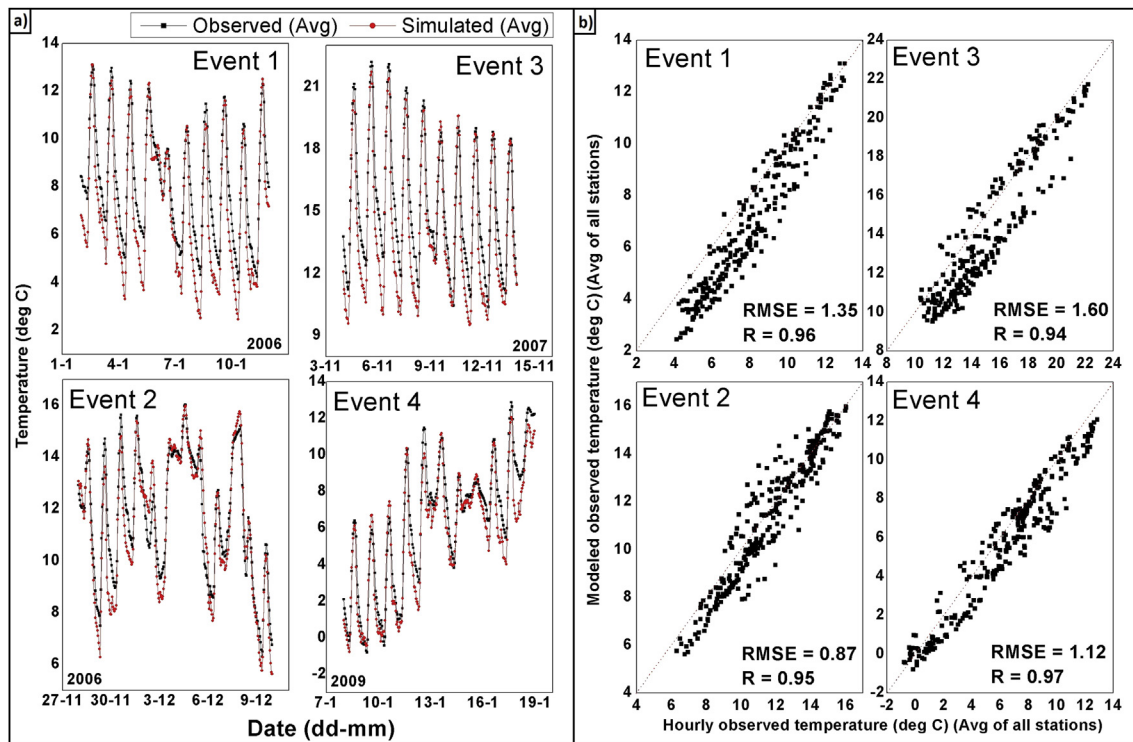 a)
Observed (Avg) Simulated (Avg)
Temperature (deg C)
14
12
10
8
6
4
2
Event 1
2006
1-1 4-1 7-1 10-1
21
18
15
12
9
Event 3
2007
3-11 6-11 9-11 12-11 15-11
16
14
12
10
8
6
Event 2
2006
27-11 30-11 3-12 6-12 9-12
14
12
10
8
6
4
2
0
-2
Event 4
2009
7-1 10-1 13-1 16-1 19-1
Date (dd-mm)
b)
Modeled observed temperature (deg C) (Avg of all stations)
14
12
10
8
6
4
2
Event 1
RMSE = 1.35
R = 0.96
2 4 6 8 10 12 14
24
22
20
18
16
14
12
10
8
Event 3
RMSE = 1.60
R = 0.94
8 10 12 14 16 18 20 22 24
16
14
12
10
8
6
4
Event 2
RMSE = 0.87
R = 0.95
4 6 8 10 12 14 16
14
12
10
8
6
4
2
0
-2
Event 4
RMSE = 1.12
R = 0.97
-2 0 2 4 6 8 10 12 14
Hourly observed temperature (deg C) (Avg of all stations)